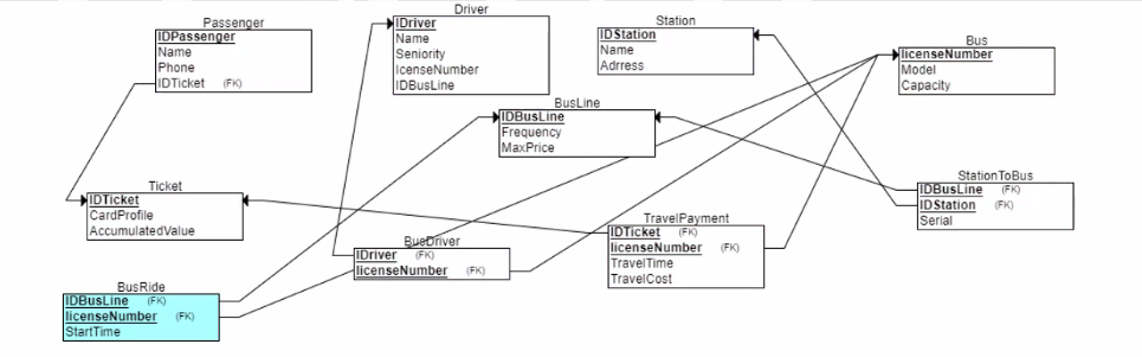 Passenger
IDPassenger
Name
Phone
IDTicket (FK)
Driver
IDriver
Name
Seniority
IcenseNumber
IDBusLine
Station
IDStation
Name
Adrress
Bus
licenseNumber
Model
Capacity
BusLine
IDBusLine
Frequency
MaxPrice
Ticket
IDTicket
CardProfile
AccumulatedValue
StationToBus
IDBusLine (FK)
IDStation (FK)
Serial
TravelPayment
IDTicket (FK)
licenseNumber (FK)
TravelTime
TravelCost
BusDriver
IDriver (FK)
licenseNumber (FK)
BusRide
IDBusLine (FK)
licenseNumber (FK)
StartTime